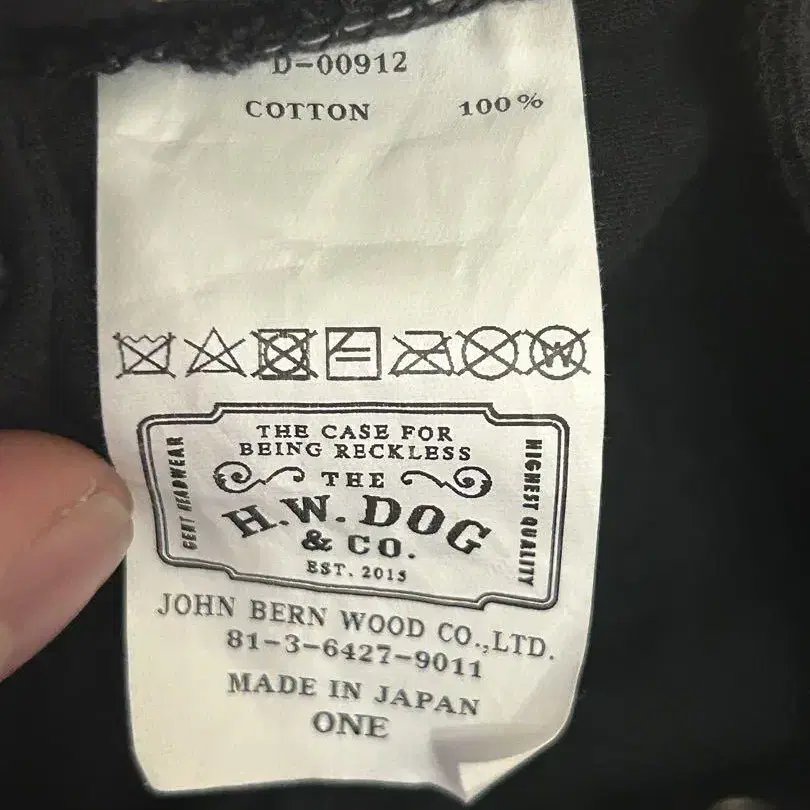 D-00912
COTTON 100%
W
THE CASE FOR
BEING RECKLESS
THE
H.W. DOG
& CO.
EST. 2015
GENT HEADWEAR
HIGHEST QUALITY
JOHN BERN WOOD CO.,LTD.
81-3-6427-9011
MADE IN JAPAN
ONE